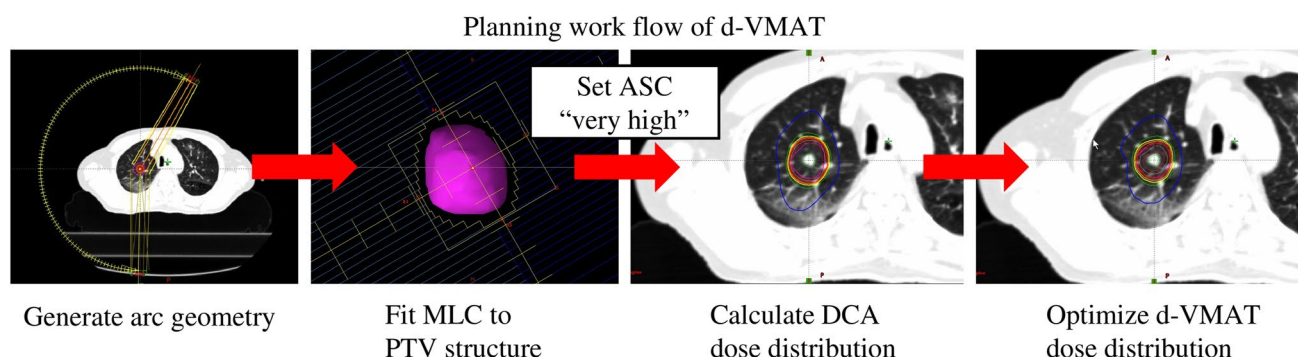 Planning work flow of d-VMAT
Set ASC
“very high”
A
A
P
P
Generate arc geometry
Fit MLC to
PTV structure
Calculate DCA
dose distribution
Optimize d-VMAT
dose distribution